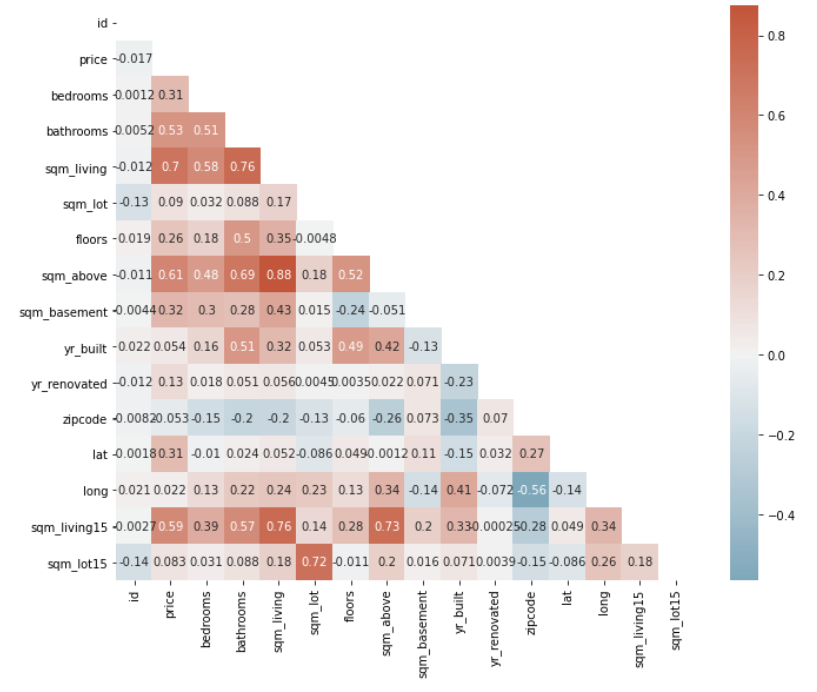 id
price -0.017
bedrooms -0.0012 0.31
bathrooms -0.0052 0.53 0.51
sqm_living -0.012 0.7 0.58 0.76
sqm_lot -0.13 0.09 0.032 0.088 0.17
floors 0.019 0.26 0.18 0.5 0.35 -0.0048
sqm_above -0.011 0.61 0.48 0.69 0.88 0.18 0.52
sqm_basement -0.0044 0.32 0.3 0.28 0.43 0.015 -0.24 -0.051
yr_built 0.022 0.054 0.16 0.51 0.32 0.053 0.49 0.42 -0.13
yr_renovated -0.012 0.13 0.018 0.051 0.056 0.0045 0.0035 0.022 0.071 -0.23
zipcode -0.0082 -0.053 -0.15 -0.2 -0.2 -0.13 -0.06 -0.26 0.073 -0.35 0.07
lat -0.0018 0.31 -0.01 0.024 0.052 -0.086 0.049 -0.0012 0.11 -0.15 0.032 0.27
long 0.021 0.022 0.13 0.22 0.24 0.23 0.13 0.34 -0.14 0.41 -0.072 -0.56 -0.14
sqm_living15 -0.0027 0.59 0.39 0.57 0.76 0.14 0.28 0.73 0.2 0.33 -0.28 0.049 0.34
sqm_lot15 -0.14 0.083 0.031 0.088 0.18 0.72 -0.011 0.2 0.016 0.071 0.0039 -0.15 -0.086 0.26 0.18
id price bedrooms bathrooms sqm_living sqm_lot floors sqm_above sqm_basement yr_built yr_renovated zipcode lat long sqm_living15 sqm_lot15
0.8
0.6
0.4
0.2
0.0
−0.2
−0.4